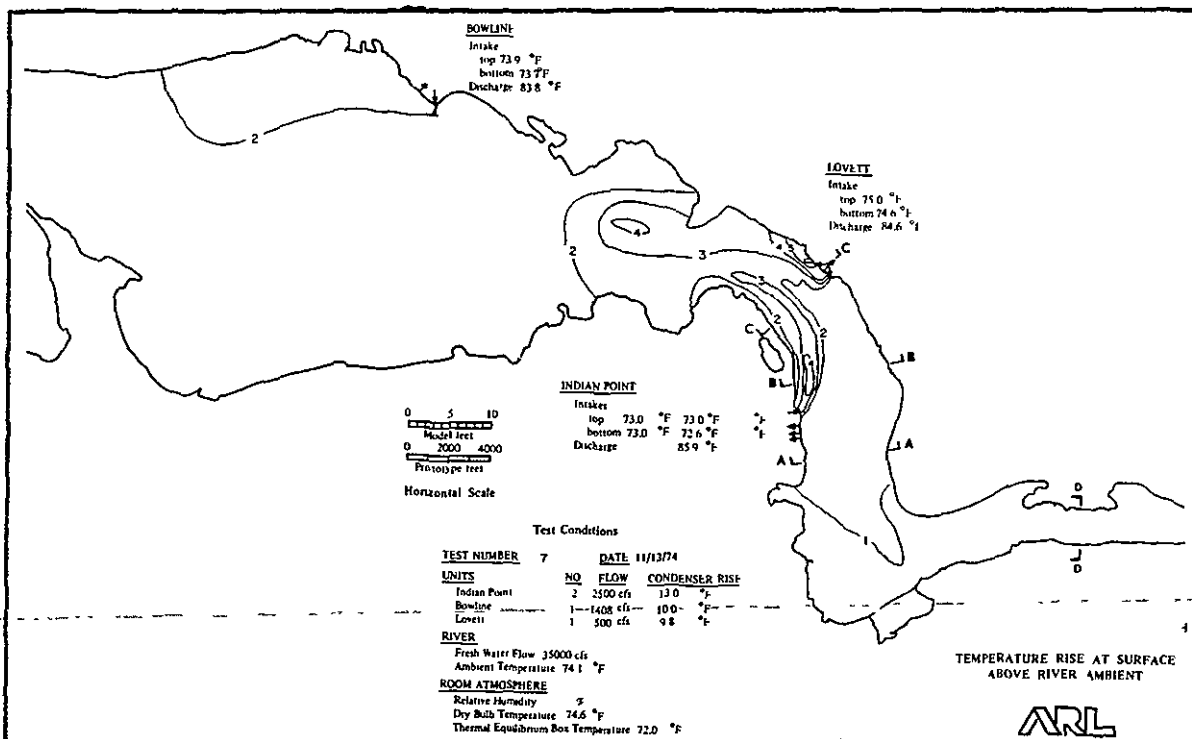 BOWLINE
Intake
top 73.9 °F
bottom 73.7°F
Discharge 83.8 °F
LOVETT
Intake
top 75.0 °F
bottom 74.6 °F
Discharge 84.6 °F
2
4
3
2
4
3
C
3
2
2
C
B
B
4
A
A
1
D
D
INDIAN POINT
Intakes
top 73.0 °F 73.0 °F °F
bottom 73.0 °F 72.6 °F °F
Discharge 85.9 °F
0 5 10
Model feet
0 2000 4000
Prototype feet
Horizontal Scale
Test Conditions
TEST NUMBER 7 DATE 11/13/74
UNITS NO FLOW CONDENSER RISE
Indian Point 2 2500 cfs 13.0 °F
Bowline 1 1408 cfs 10.0 °F
Lovett 1 500 cfs 9.8 °F
RIVER
Fresh Water Flow 35000 cfs
Ambient Temperature 74.1 °F
ROOM ATMOSPHERE
Relative Humidity %
Dry Bulb Temperature 74.6 °F
Thermal Equilibrium Box Temperature 72.0 °F
TEMPERATURE RISE AT SURFACE
ABOVE RIVER AMBIENT
ARL